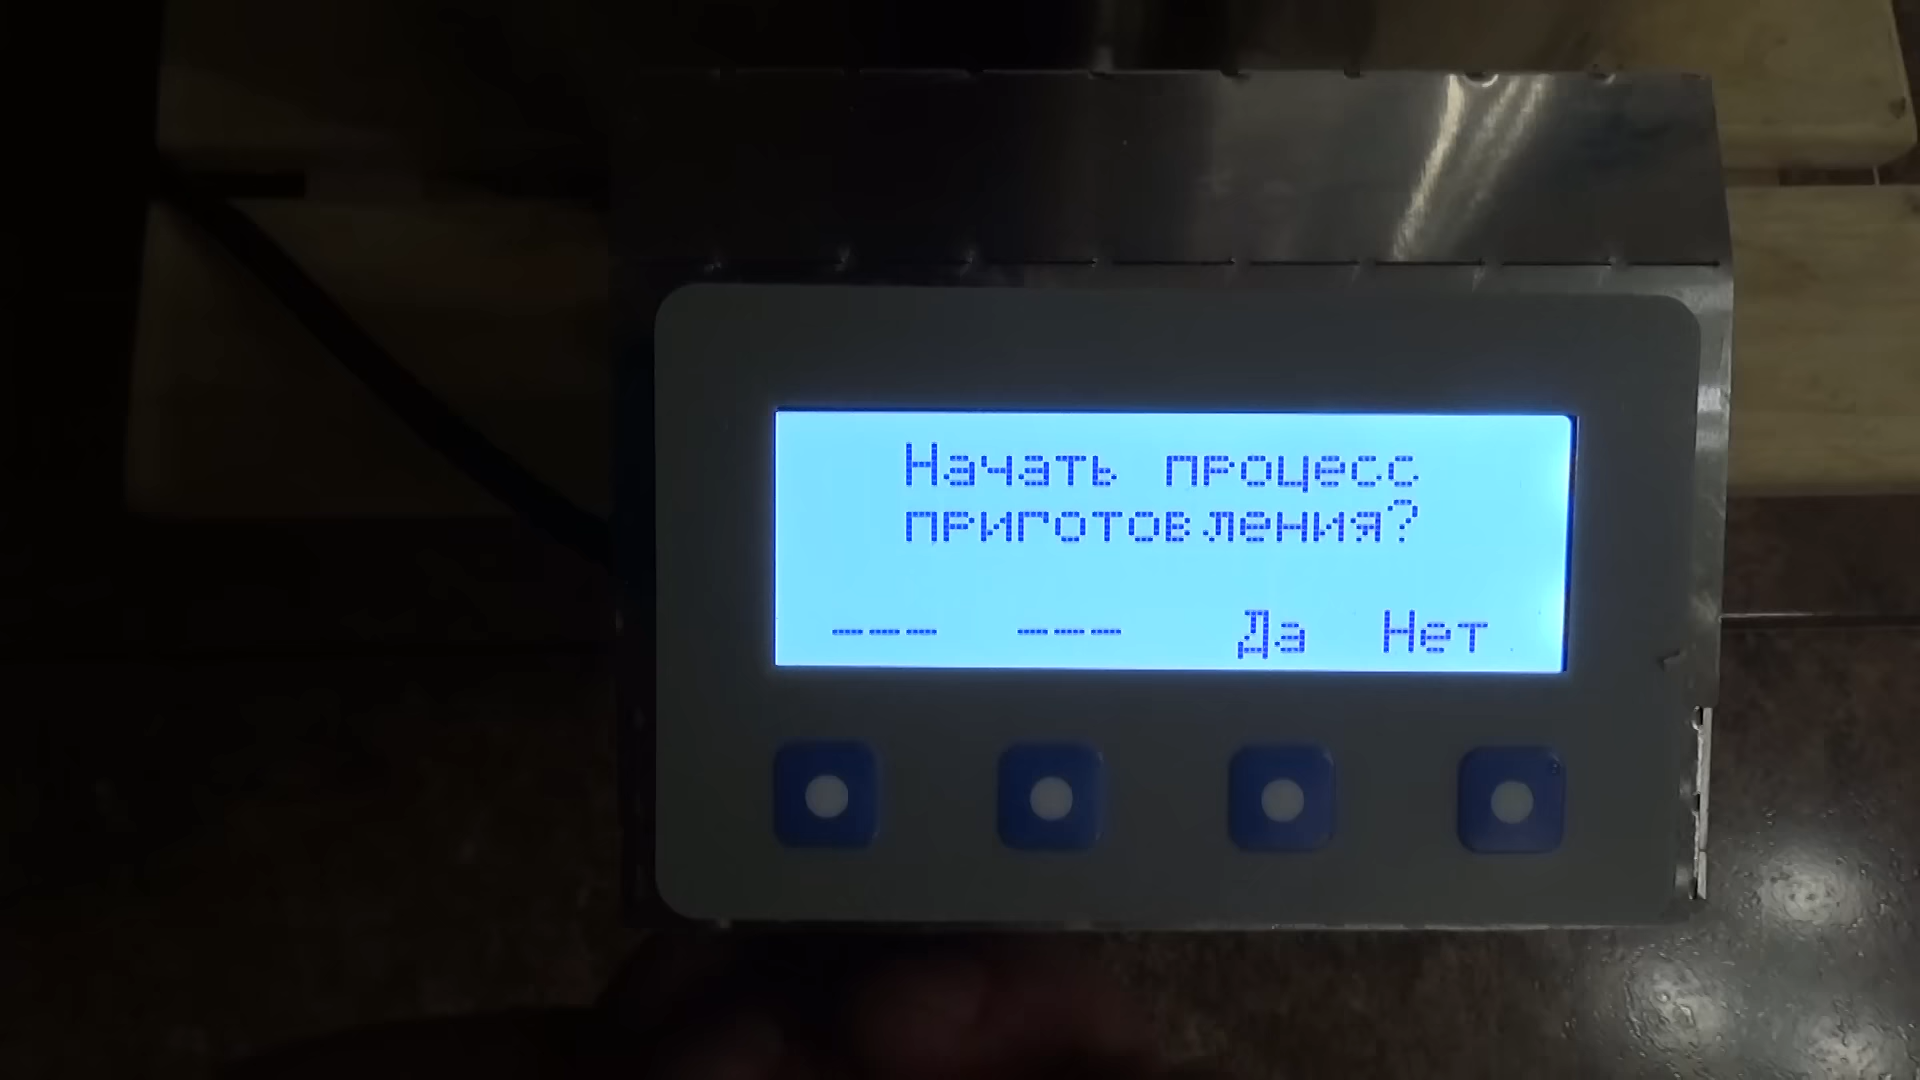 Начать процесс
приготовления?
--- --- Да Нет